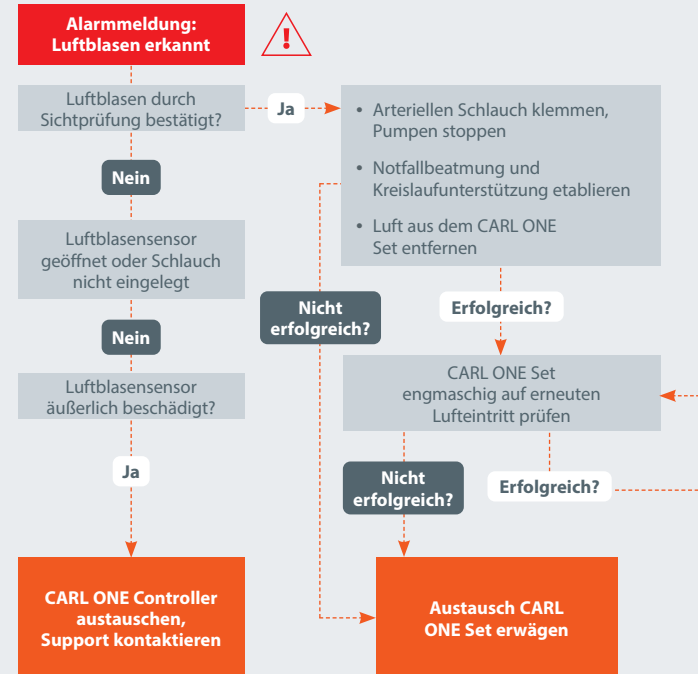 Alarmmeldung:
Luftblasen erkannt
!
Luftblasen durch
Sichtprüfung bestätigt?
Ja
• Arteriellen Schlauch klemmen,
Pumpen stoppen
• Notfallbeatmung und
Kreislaufunterstützung etablieren
• Luft aus dem CARL ONE
Set entfernen
Nein
Luftblasensensor
geöffnet oder Schlauch
nicht eingelegt
Nicht
erfolgreich?
Erfolgreich?
Nein
Luftblasensensor
äußerlich beschädigt?
CARL ONE Set
engmaschig auf erneuten
Lufteintritt prüfen
Ja
Nicht
erfolgreich?
Erfolgreich?
CARL ONE Controller
austauschen,
Support kontaktieren
Austausch CARL
ONE Set erwägen